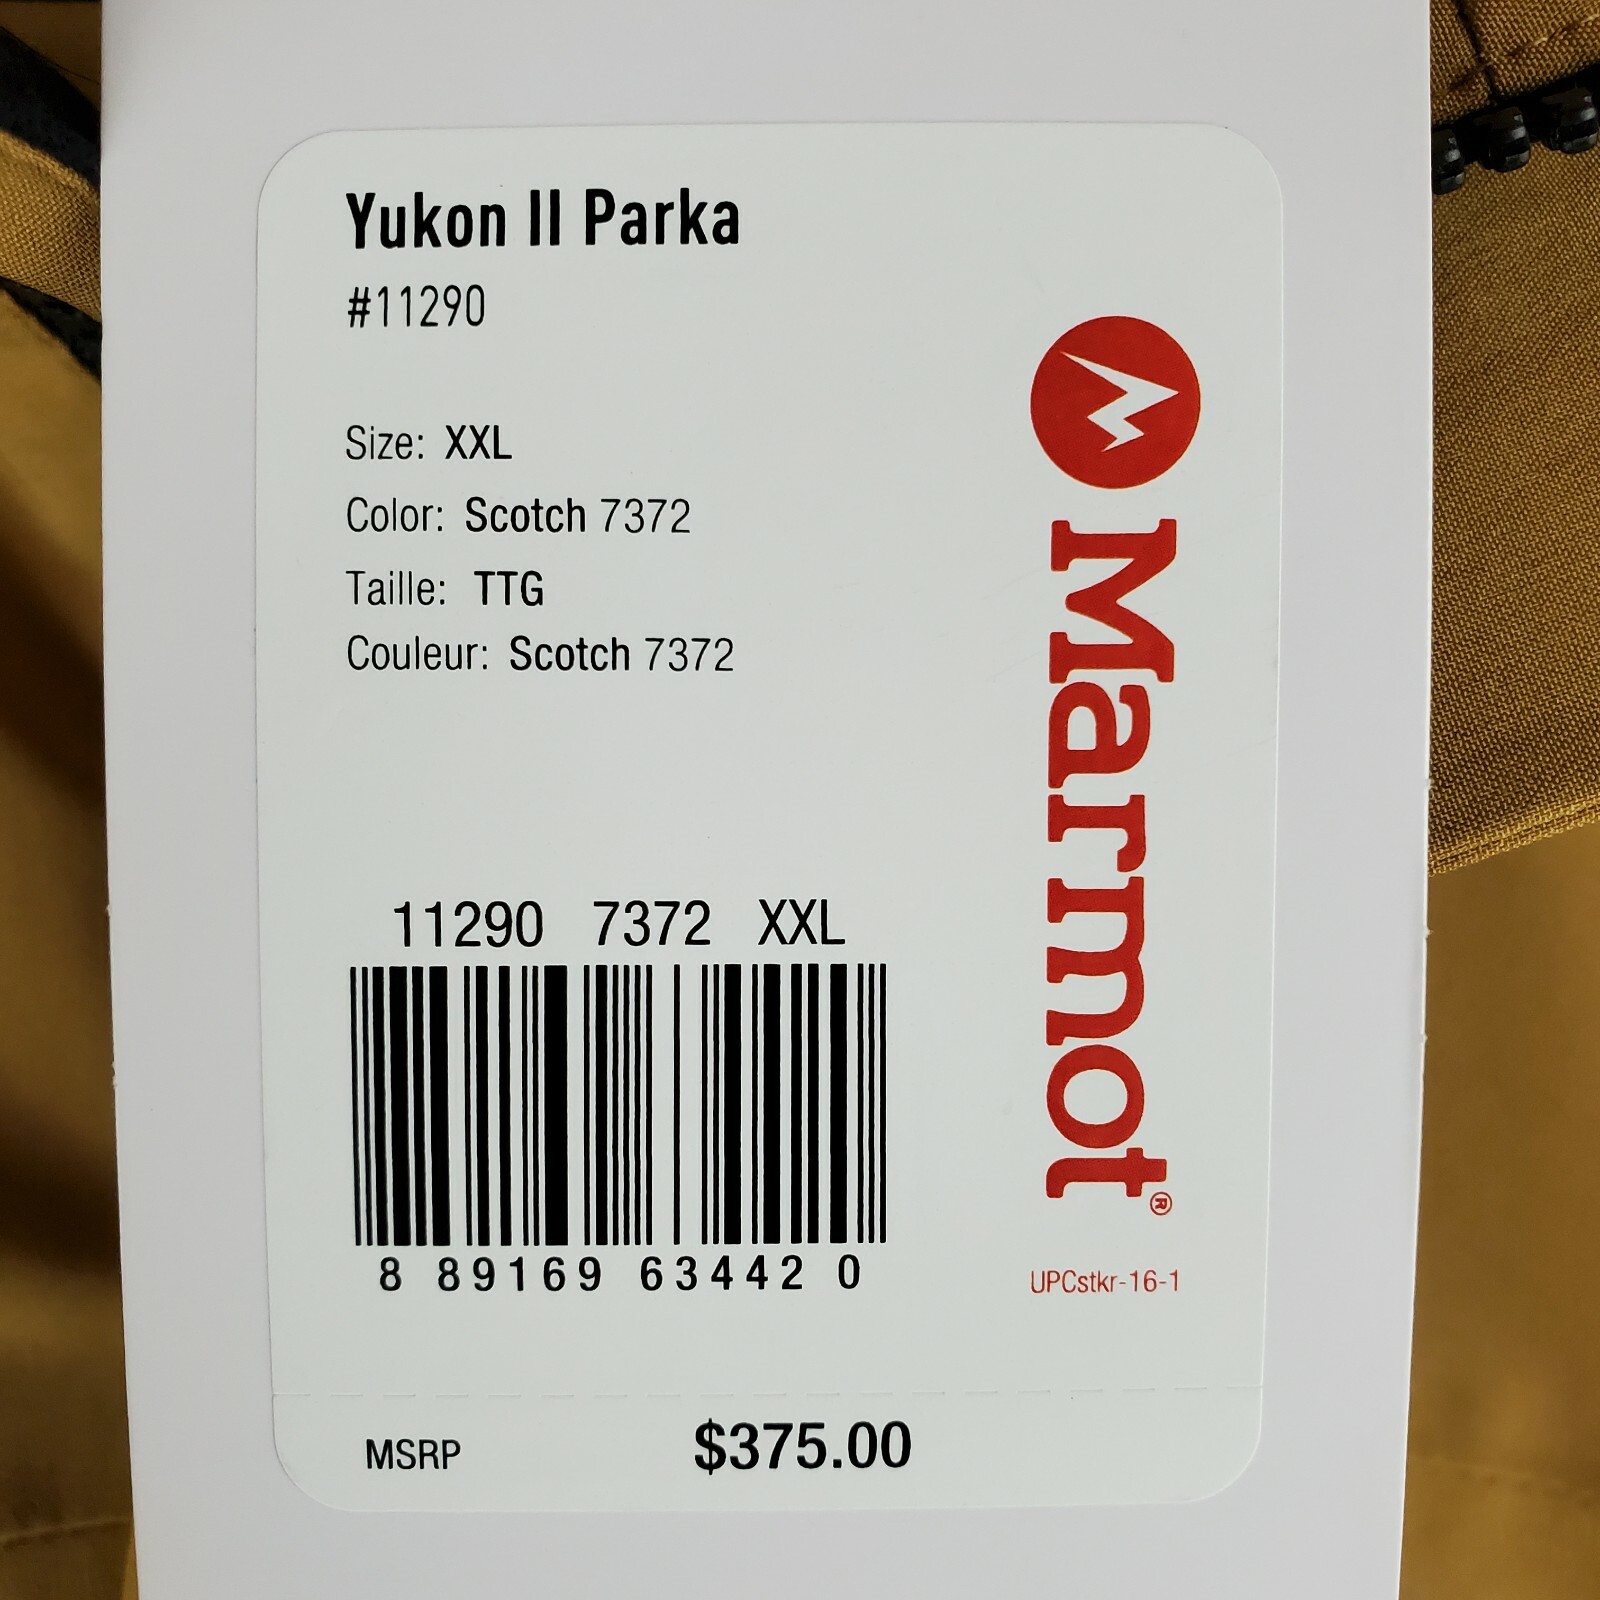 Yukon II Parka
#11290
Size: XXL
Color: Scotch 7372
Taille: TTG
Couleur: Scotch 7372
11290 7372 XXL
8 89169 63442 0
Marmot®
UPCstkr-16-1
MSRP $375.00